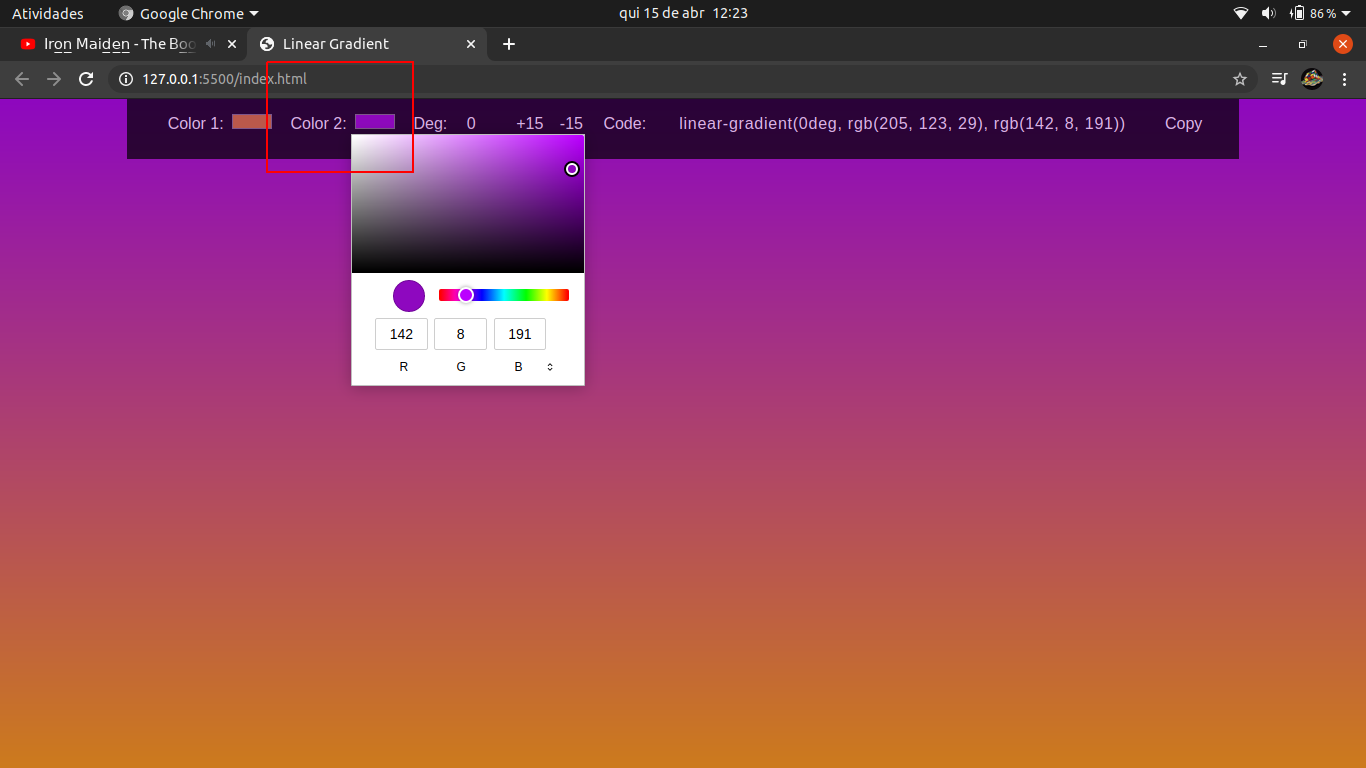 Atividades Google Chrome qui 15 de abr 12:23 86 %
Iron Maiden - The Boo Linear Gradient
127.0.0.1:5500/index.html
Color 1: Color 2: Deg: 0 +15 -15 Code: linear-gradient(0deg, rgb(205, 123, 29), rgb(142, 8, 191)) Copy
142 8 191
R G B